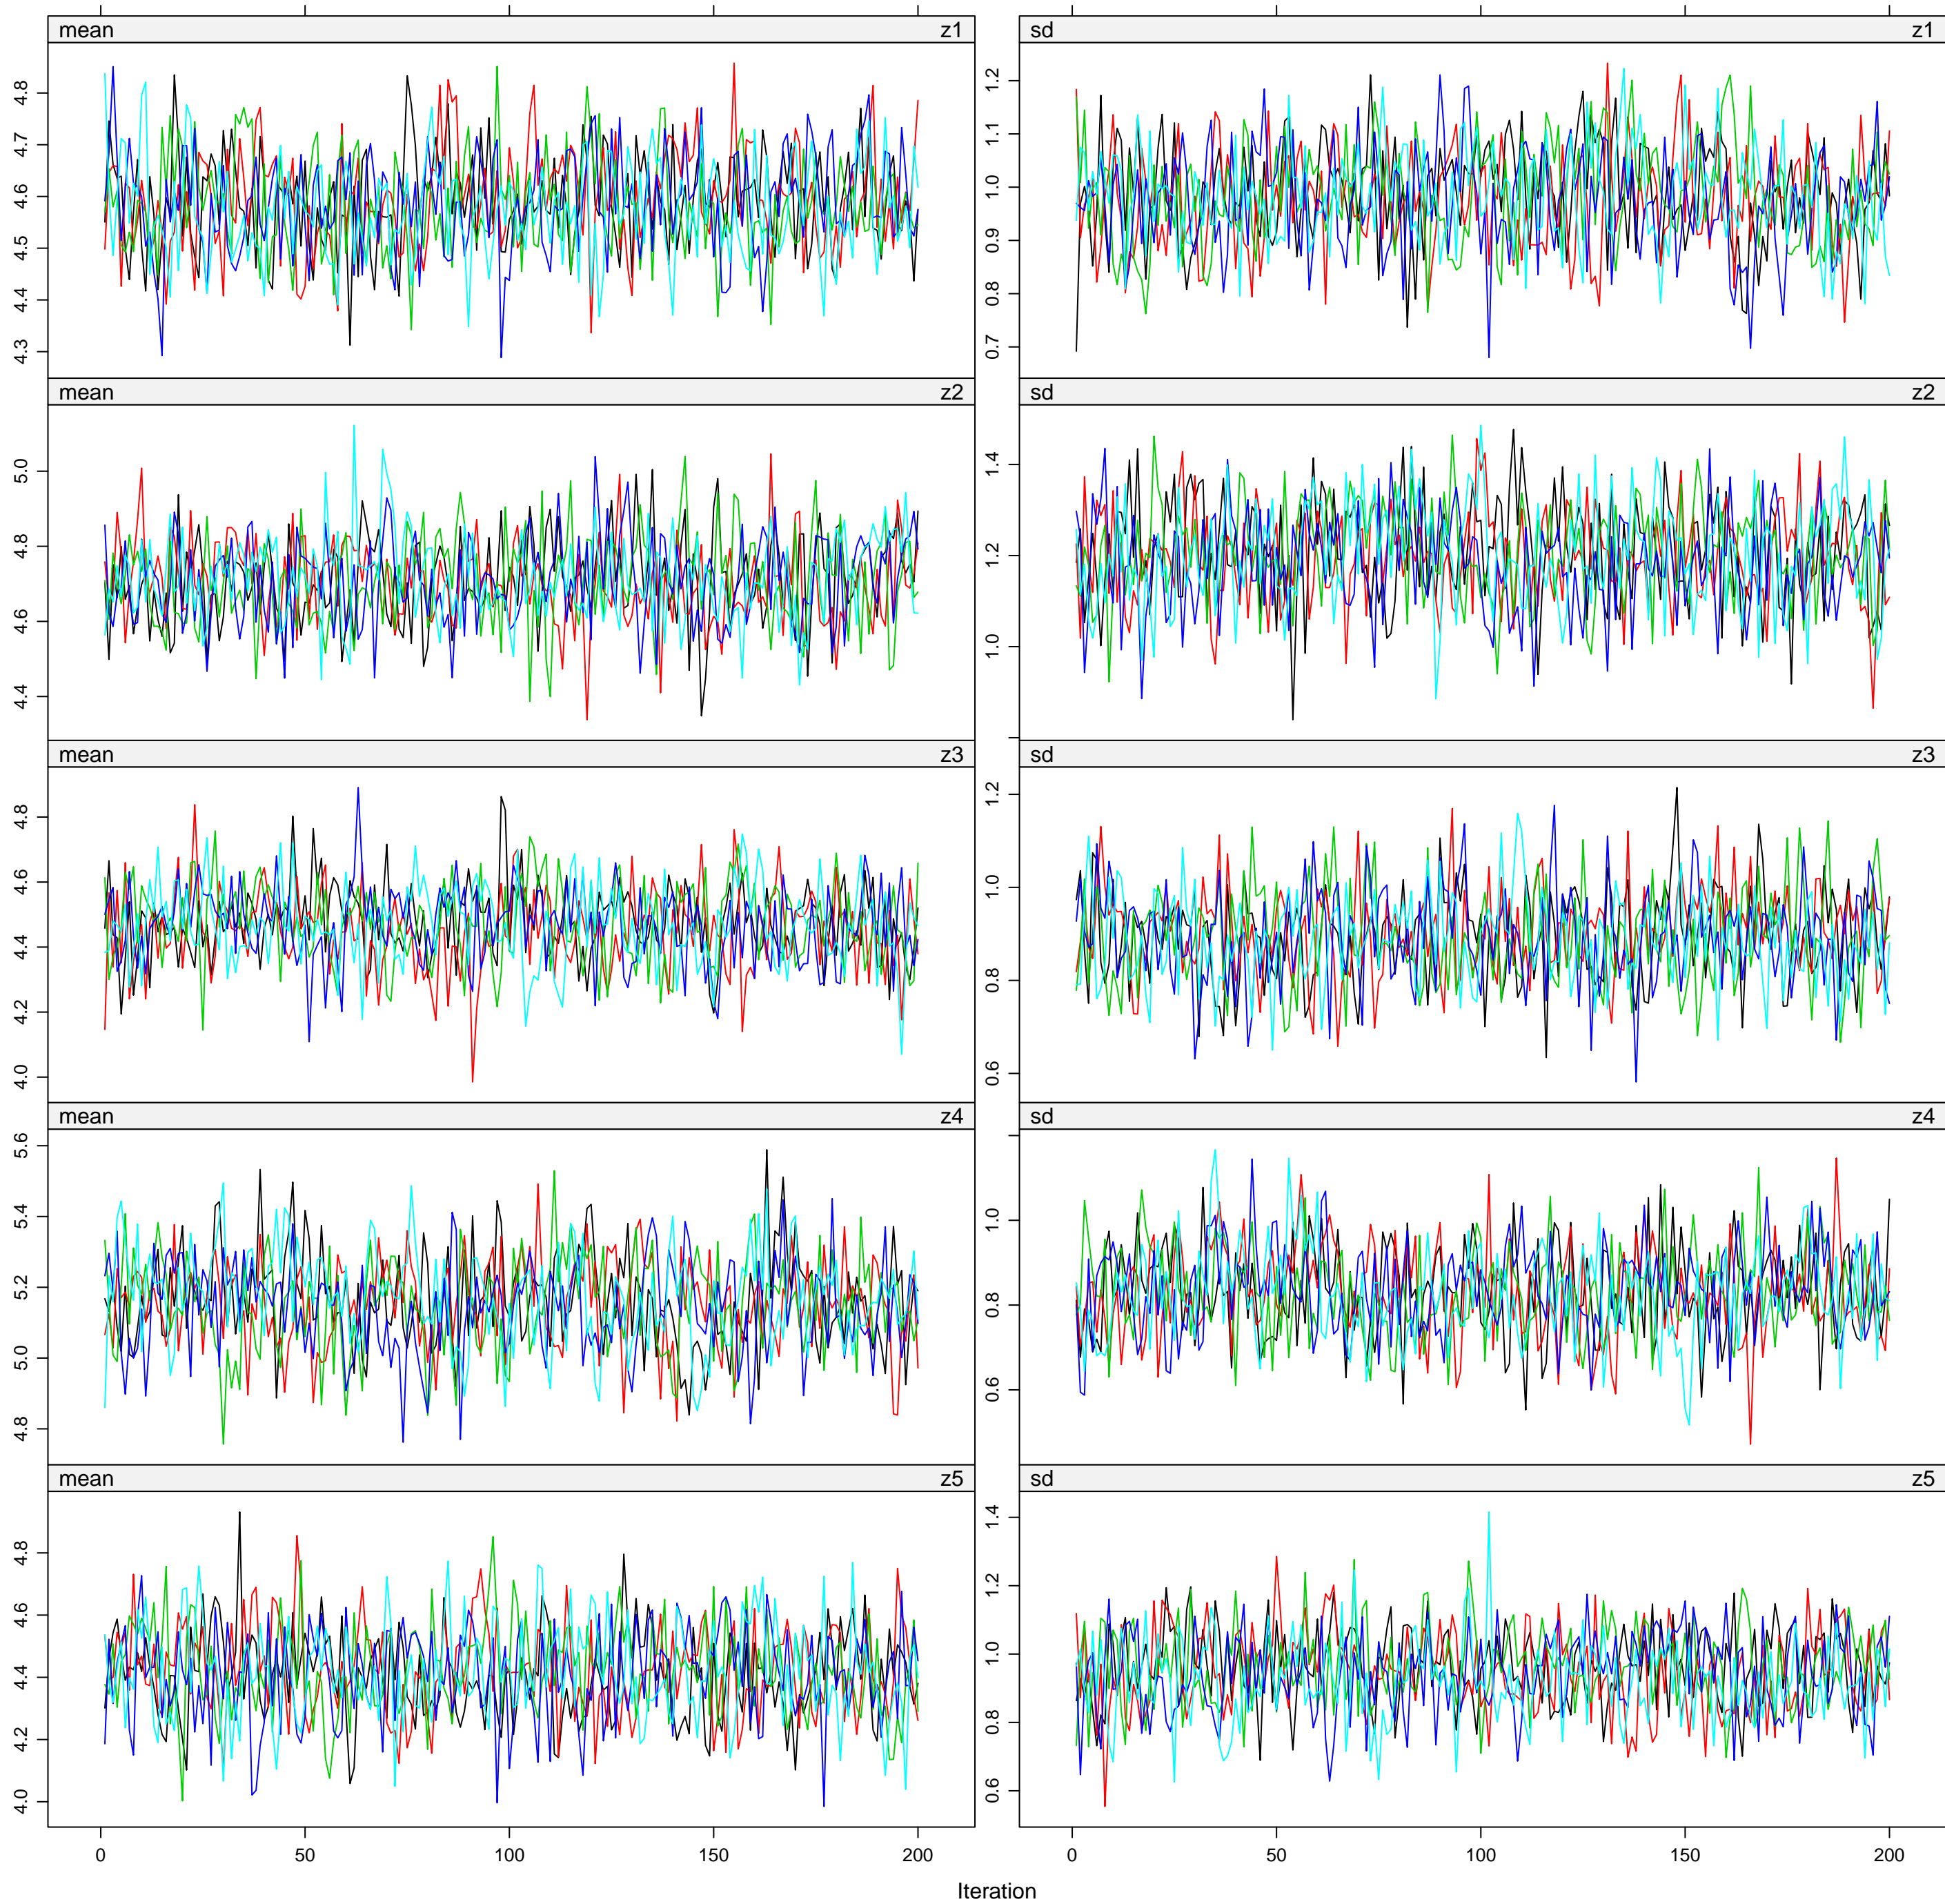 mean z1 sd z1
4.3 4.4 4.5 4.6 4.7 4.8
0.7 0.8 0.9 1.0 1.1 1.2
mean z2 sd z2
4.4 4.6 4.8 5.0
1.0 1.2 1.4
mean z3 sd z3
4.0 4.2 4.4 4.6 4.8
0.6 0.8 1.0 1.2
mean z4 sd z4
4.8 5.0 5.2 5.4 5.6
0.6 0.8 1.0
mean z5 sd z5
4.0 4.2 4.4 4.6 4.8
0.6 0.8 1.0 1.2 1.4
0 50 100 150 200 0 50 100 150 200
Iteration